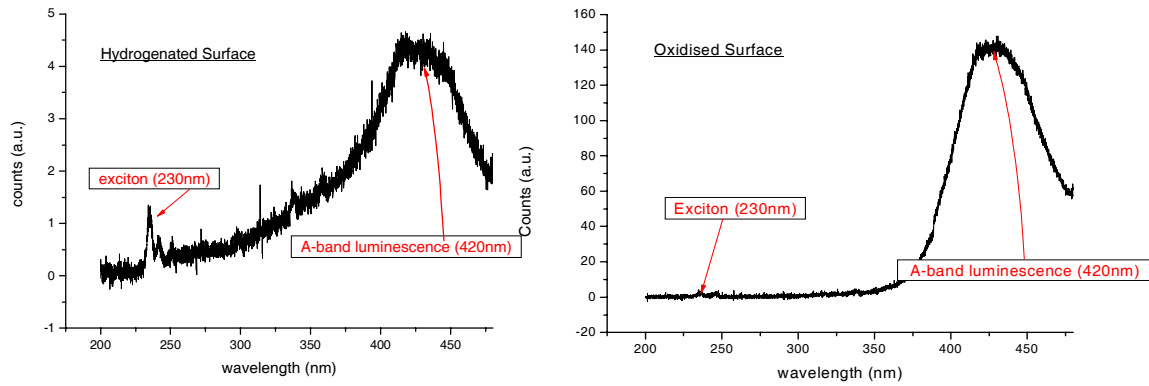 Hydrogenated Surface
counts (a.u.)
5
4
3
2
1
0
-1
exciton (230nm)
A-band luminescence (420nm)
200 250 300 350 400 450
wavelength (nm)
Oxidised Surface
Counts (a.u.)
160
140
120
100
80
60
40
20
0
-20
Exciton (230nm)
A-band luminescence (420nm)
200 250 300 350 400 450
wavelength (nm)